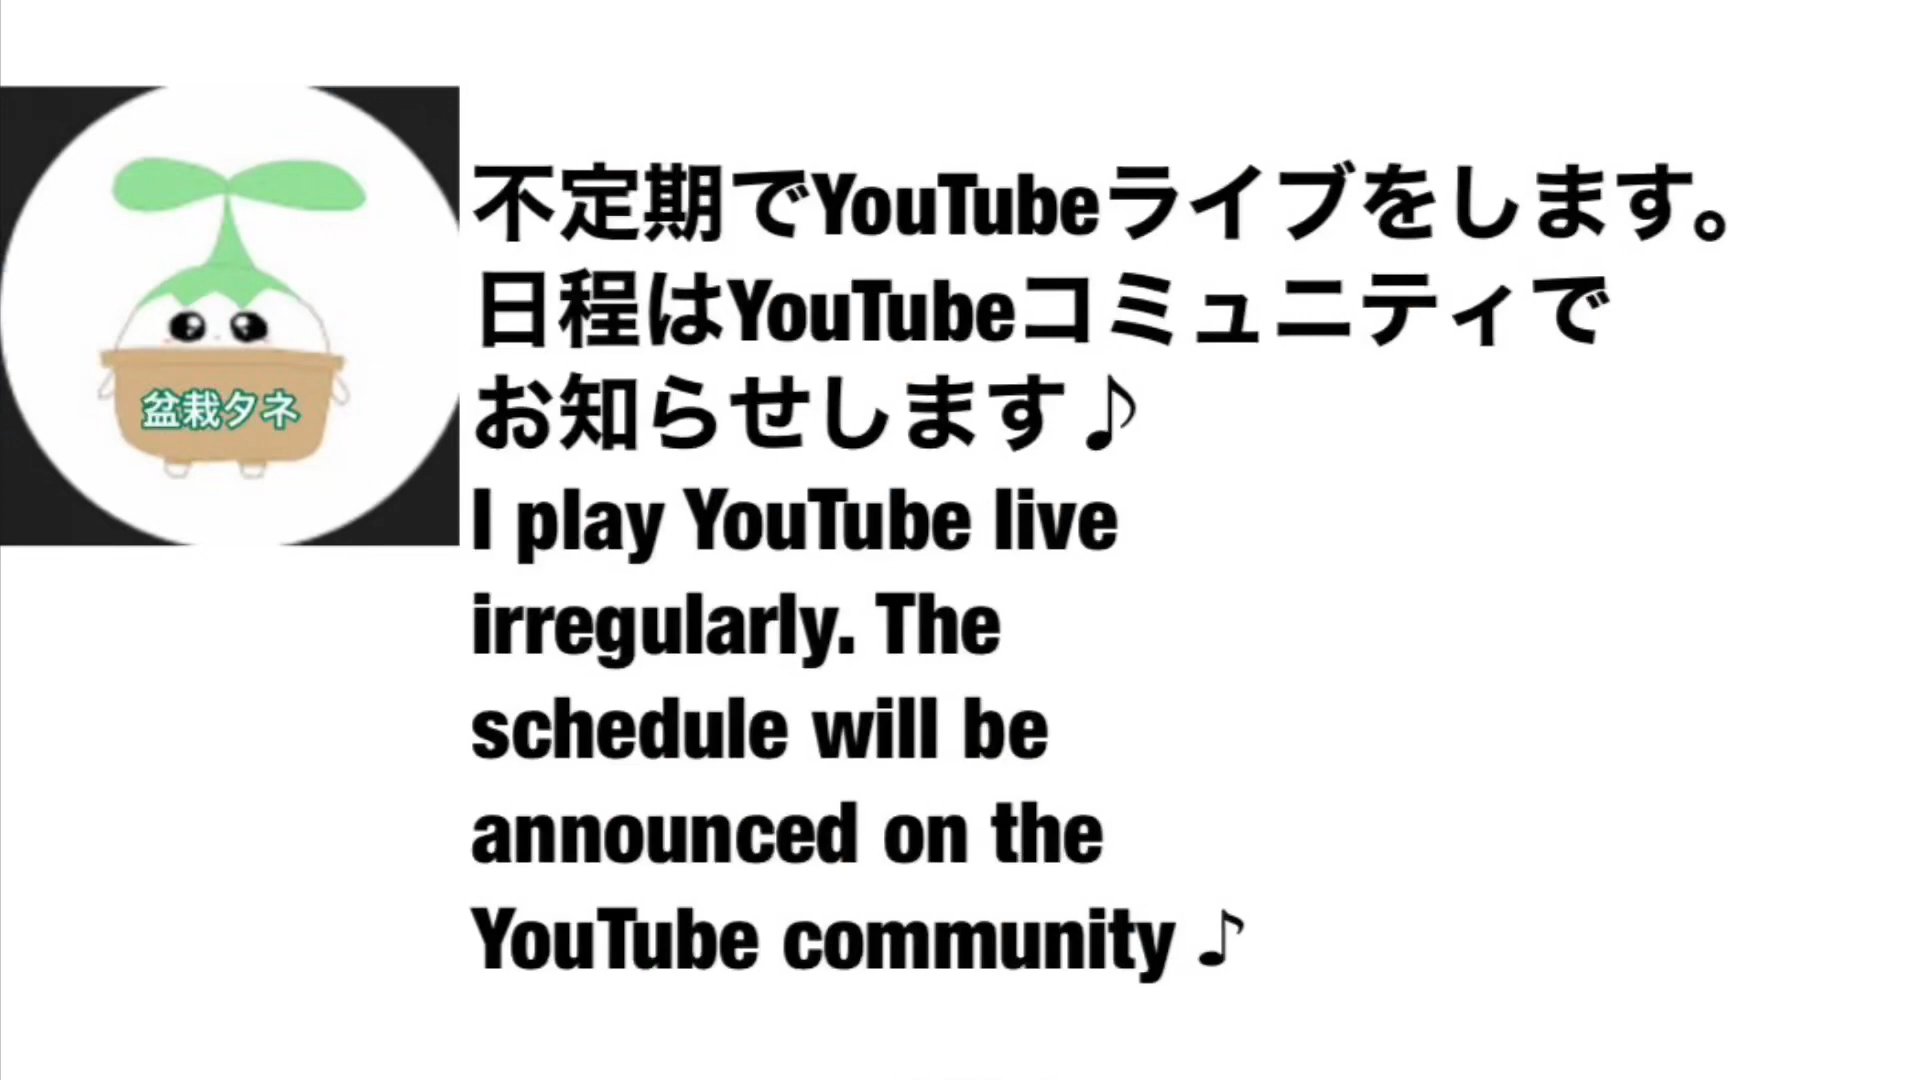 盆栽タネ
不定期でYouTubeライブをします。
日程はYouTubeコミュニティで
お知らせします♪
I play YouTube live
irregularly. The
schedule will be
announced on the
YouTube community ♪